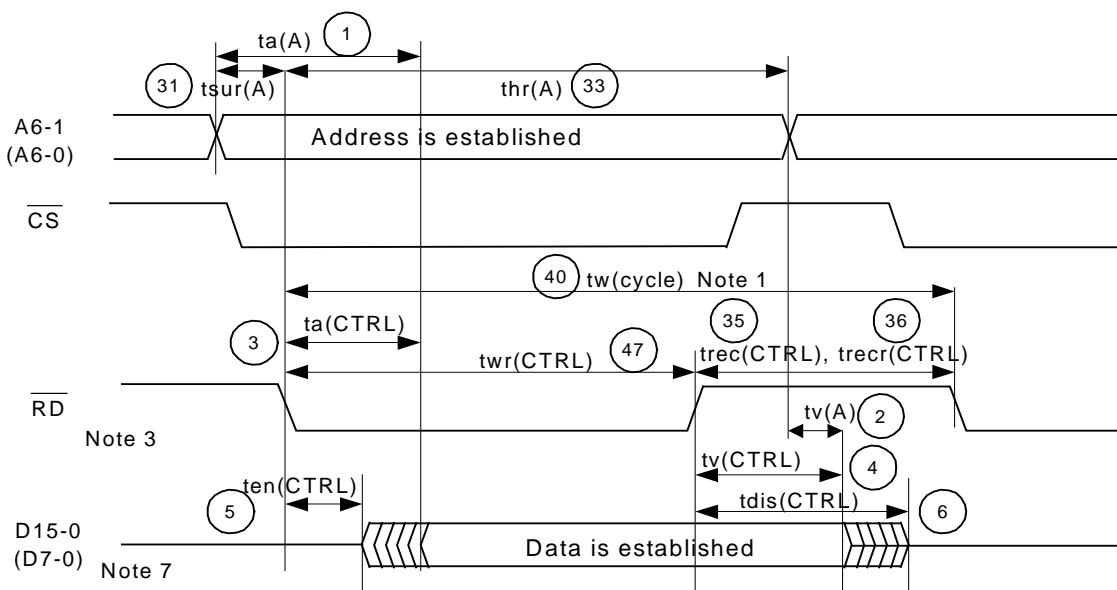 ta(A) 1
31 tsur(A) thr(A) 33
A6-1
(A6-0) Address is established
CS
40 tw(cycle) Note 1
3 ta(CTRL) 35 36
twr(CTRL) 47 trec(CTRL), trecr(CTRL)
RD
Note 3
tv(A) 2
tv(CTRL) 4
5 ten(CTRL) tdis(CTRL) 6
D15-0
(D7-0) Data is established
Note 7